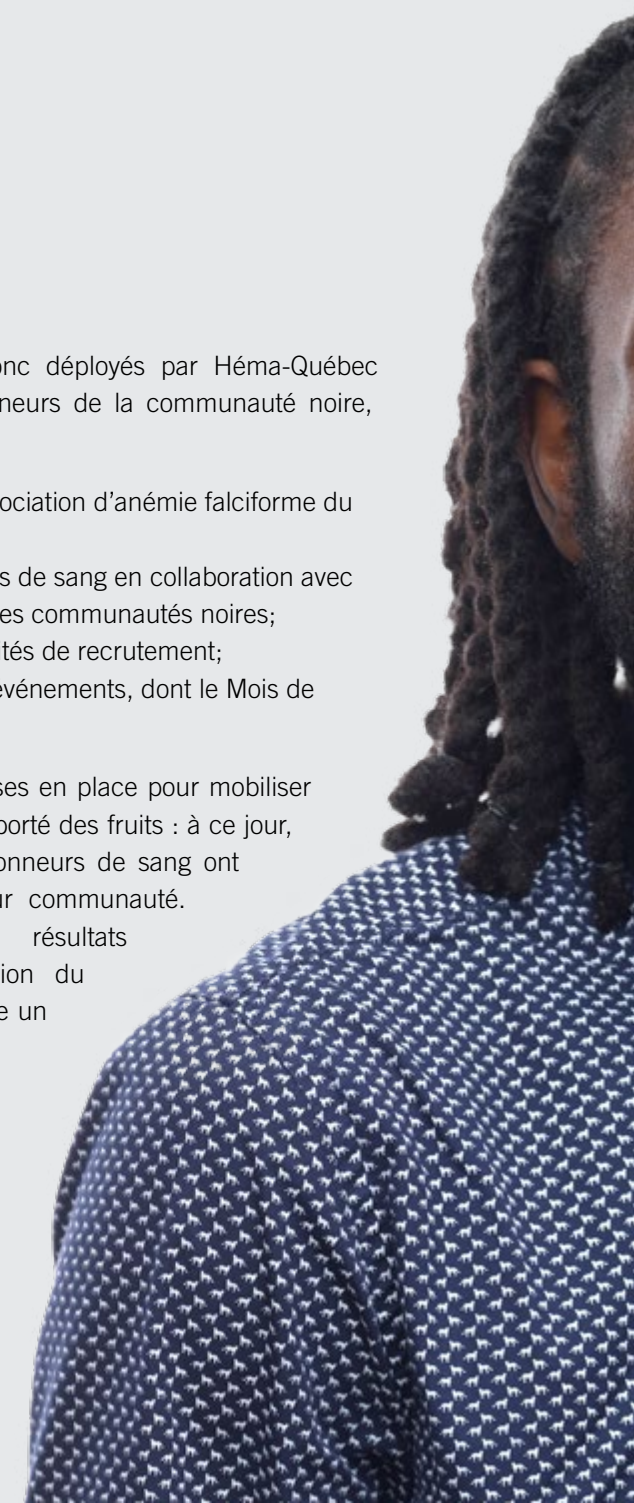 nc déployés par Héma-Québec
neurs de la communauté noire,
ociation d'anémie falciforme du
s de sang en collaboration avec
es communautés noires;
tés de recrutement;
événements, dont le Mois de
ses en place pour mobiliser
porté des fruits : à ce jour,
onneurs de sang ont
ur communauté.
résultats
ion du
e un